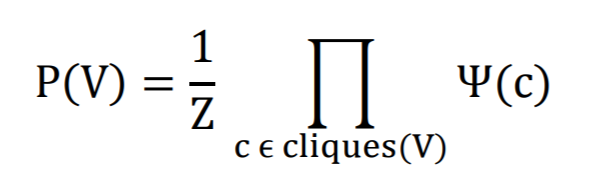 P(V) = 1/Z ∏ Ψ(c)
c ϵ cliques(V)